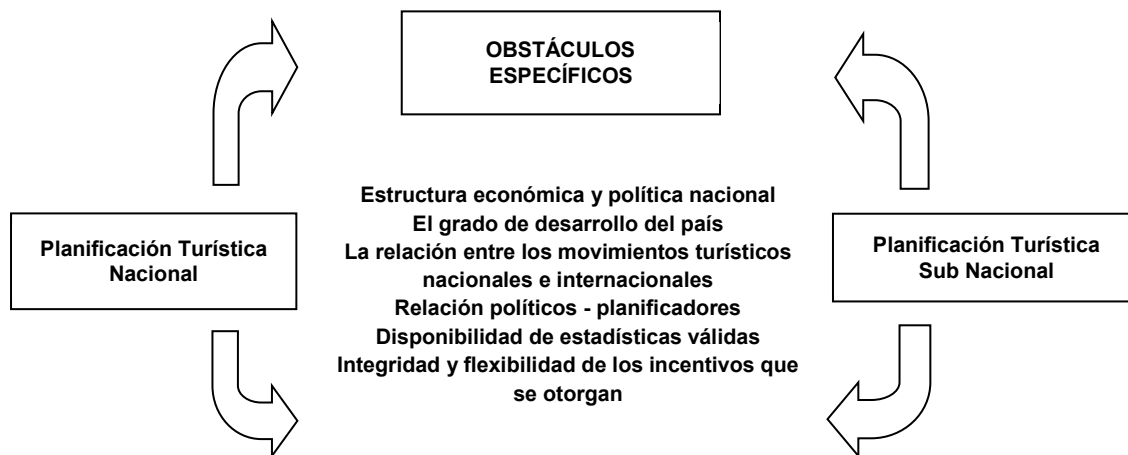 OBSTÁCULOS
ESPECÍFICOS
Planificación Turística
Nacional
Estructura económica y política nacional
El grado de desarrollo del país
La relación entre los movimientos turísticos
nacionales e internacionales
Relación políticos - planificadores
Disponibilidad de estadísticas válidas
Integridad y flexibilidad de los incentivos que
se otorgan
Planificación Turística
Sub Nacional